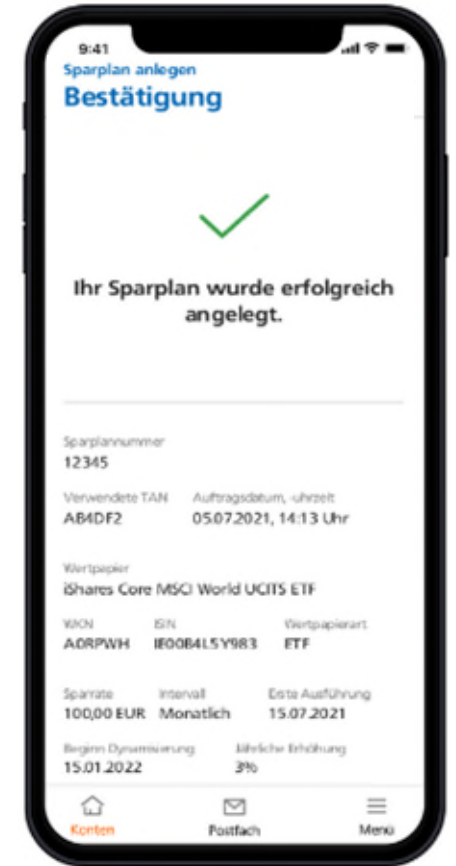 9:41
Sparplan anlegen
Bestätigung
Ihr Sparplan wurde erfolgreich
angelegt.
Sparplannummer
12345
Verwendete TAN Auftragsdatum, -uhrzeit
AB4DF2 05.07.2021, 14:13 Uhr
Wertpapier
iShares Core MSCI World UCITS ETF
WKN ISIN Wertpapierart
A0RPWH IE00B4L5Y983 ETF
Sparrate Intervall Erste Ausführung
100,00 EUR Monatlich 15.07.2021
Beginn Dynamisierung Jährliche Erhöhung
15.01.2022 3%
Konten Postfach Menü